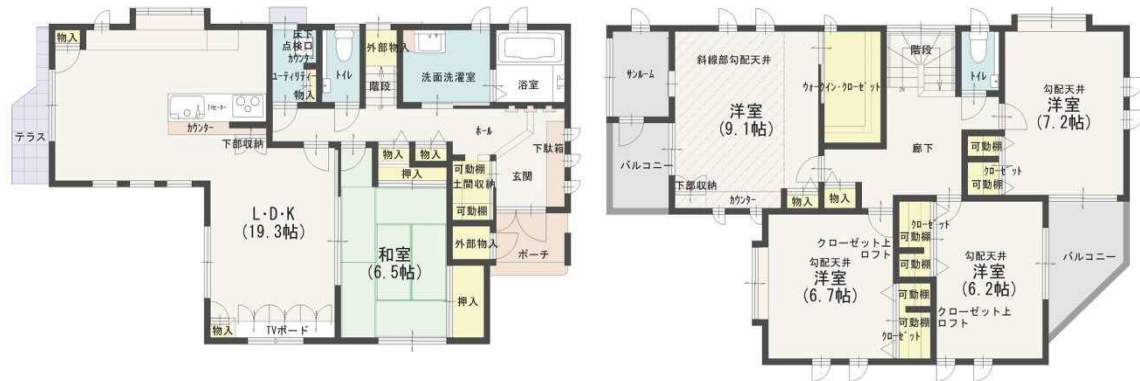 物入
床下
点検口
カウンター
ユーティリティー
物入
トイレ
外部物入
階段
洗面洗濯室
浴室
テラス
カウンター
下部収納
ホール
下駄箱
物入
物入
押入
可動棚
土間収納
可動棚
玄関
L・D・K
(19.3帖)
和室
(6.5帖)
外部物入
ポーチ
押入
物入
TVボード
サンルーム
バルコニー
斜線部勾配天井
洋室
(9.1帖)
下部収納
カウンター
物入
ウォークイン・クローゼット
階段
トイレ
勾配天井
洋室
(7.2帖)
廊下
可動棚
クローゼット
可動棚
物入
クローゼット上
ロフト
勾配天井
洋室
(6.7帖)
クローゼット
可動棚
可動棚
可動棚
可動棚
クローゼット
勾配天井
洋室
(6.2帖)
クローゼット上
ロフト
バルコニー